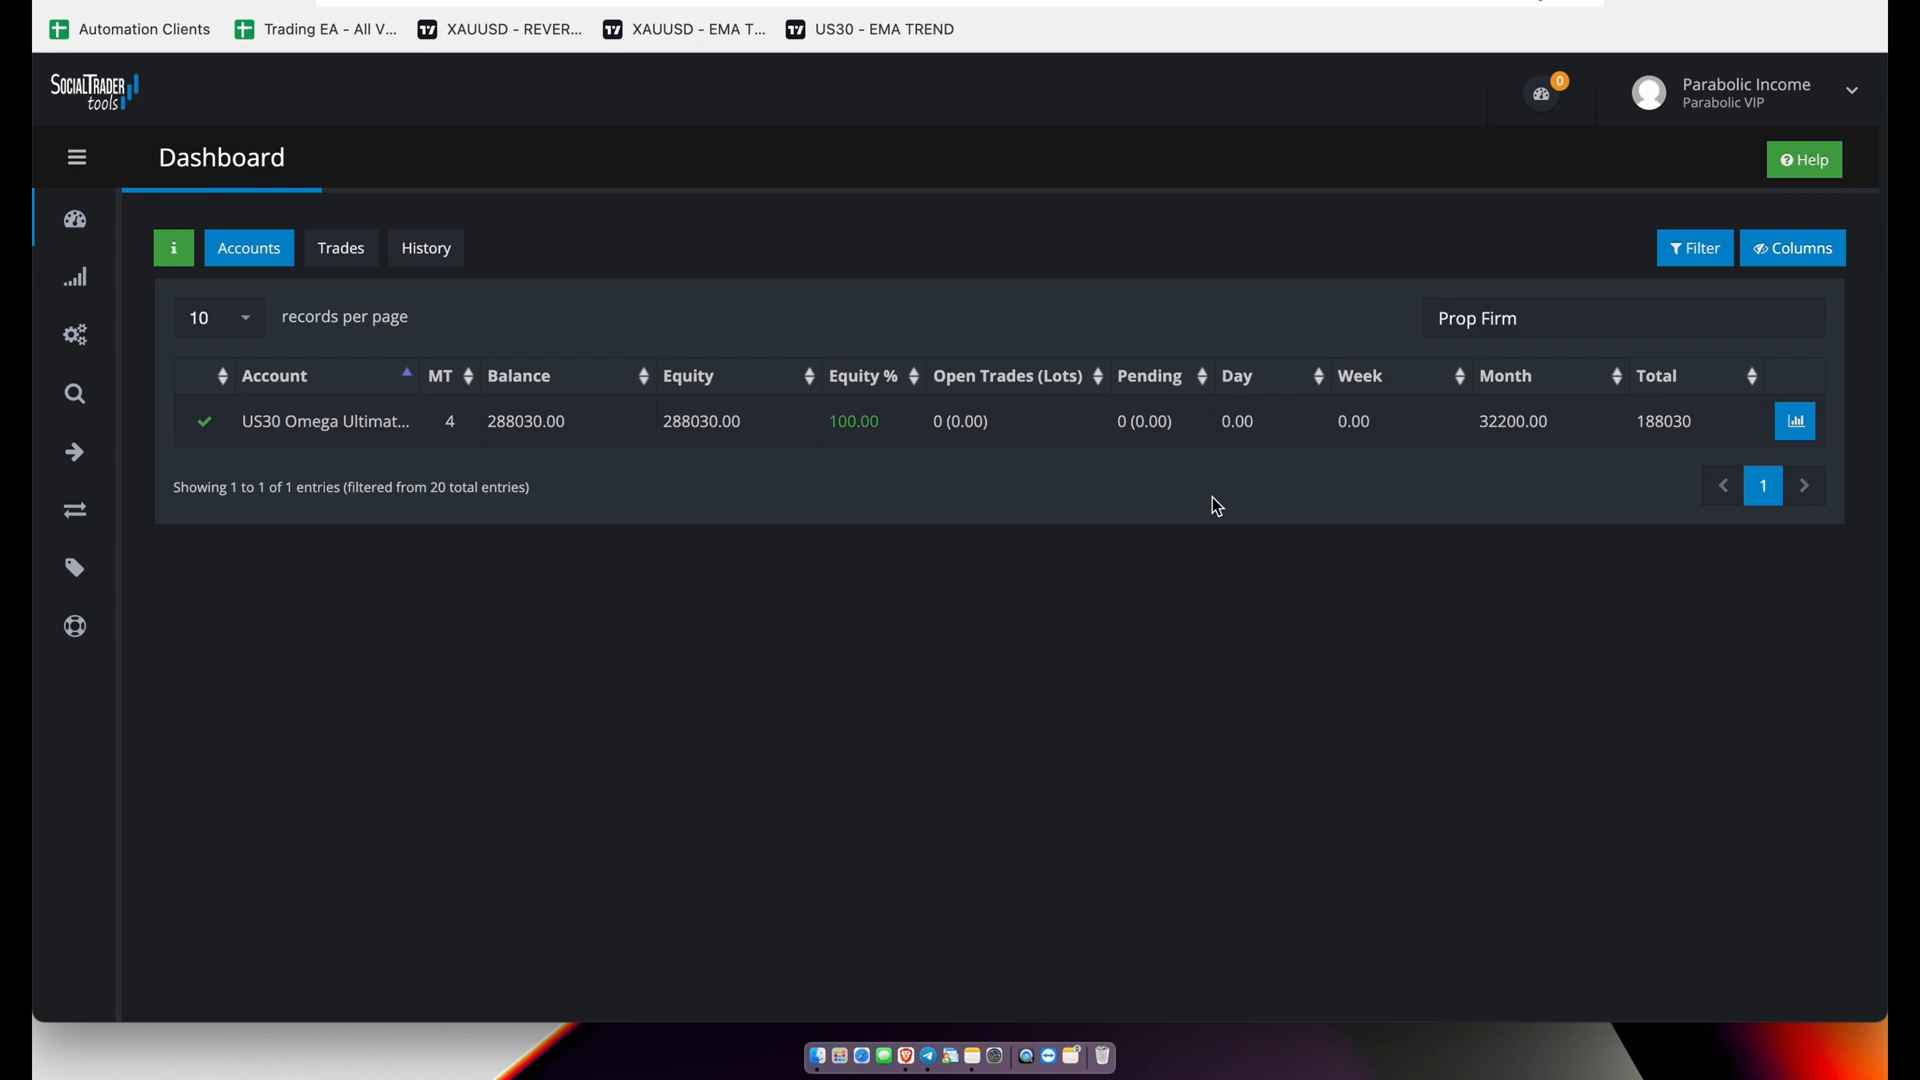 Automation Clients Trading EA - All V... XAUUSD - REVER... XAUUSD - EMA T... US30 - EMA TREND
SOCIALTRADER
tools
0
Parabolic Income
Parabolic VIP
Dashboard
Help
Accounts Trades History Filter Columns
10 records per page Prop Firm
Account MT Balance Equity Equity % Open Trades (Lots) Pending Day Week Month Total
US30 Omega Ultimat... 4 288030.00 288030.00 100.00 0 (0.00) 0 (0.00) 0.00 0.00 32200.00 188030
Showing 1 to 1 of 1 entries (filtered from 20 total entries) 1